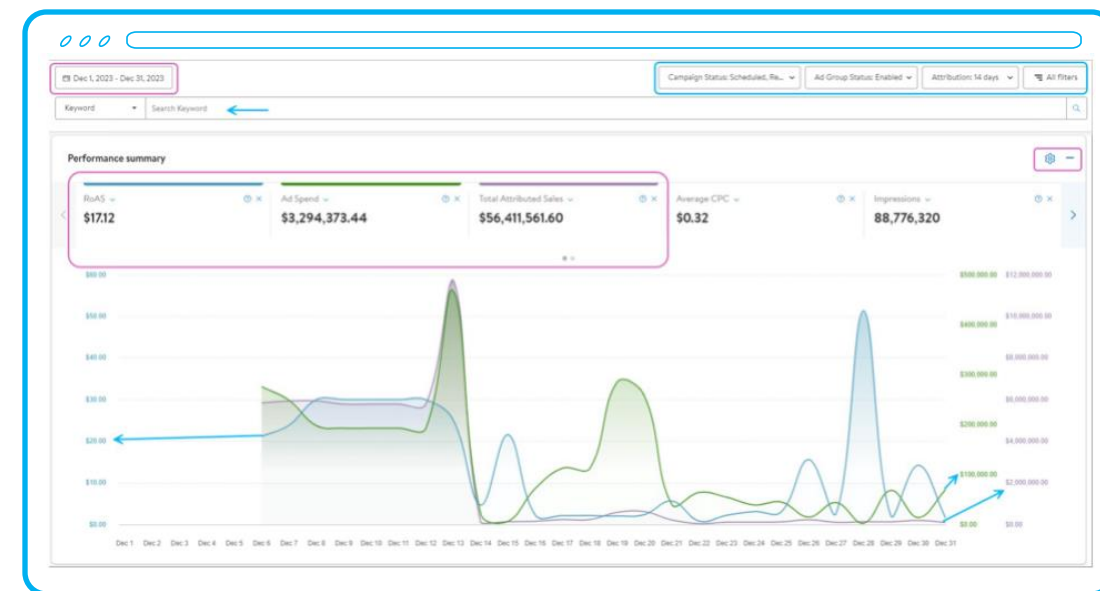 Dec 1, 2023 - Dec 31, 2023
Campaign Status: Scheduled, Re...
Ad Group Status: Enabled
Attribution: 14 days
All filters
Keyword
Search Keyword
Performance summary
RoAS
$17.12
Ad Spend
$3,294,373.44
Total Attributed Sales
$56,411,561.60
Average CPC
$0.32
Impressions
88,776,320
$60.00
$50.00
$40.00
$30.00
$20.00
$10.00
$0.00
$500,000.00
$400,000.00
$300,000.00
$200,000.00
$100,000.00
$0.00
$12,000,000.00
$10,000,000.00
$8,000,000.00
$6,000,000.00
$4,000,000.00
$2,000,000.00
$0.00
Dec 1 Dec 2 Dec 3 Dec 4 Dec 5 Dec 6 Dec 7 Dec 8 Dec 9 Dec 10 Dec 11 Dec 12 Dec 13 Dec 14 Dec 15 Dec 16 Dec 17 Dec 18 Dec 19 Dec 20 Dec 21 Dec 22 Dec 23 Dec 24 Dec 25 Dec 26 Dec 27 Dec 28 Dec 29 Dec 30 Dec 31